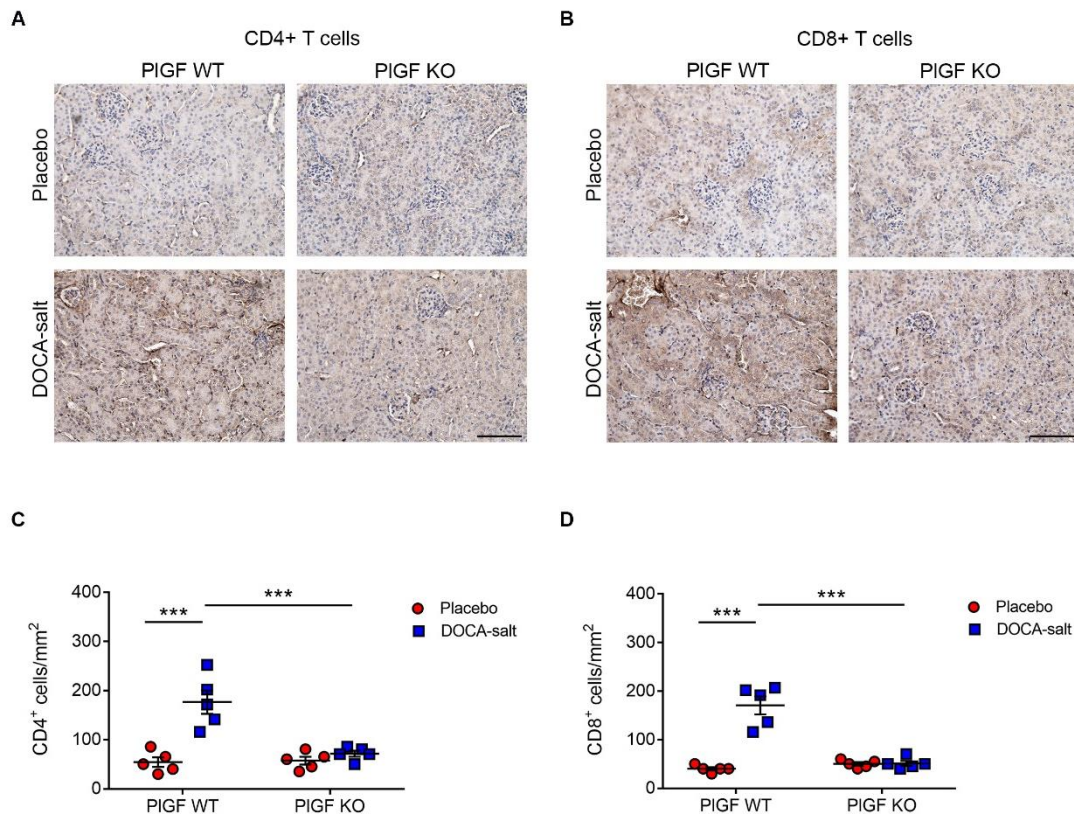 A
CD4+ T cells
PlGF WT
PlGF KO
Placebo
DOCA-salt
B
CD8+ T cells
PlGF WT
PlGF KO
Placebo
DOCA-salt
C
CD4⁺ cells/mm²
400
300
200
100
0
***
***
Placebo
DOCA-salt
PlGF WT
PlGF KO
D
CD8⁺ cells/mm²
400
300
200
100
0
***
***
Placebo
DOCA-salt
PlGF WT
PlGF KO